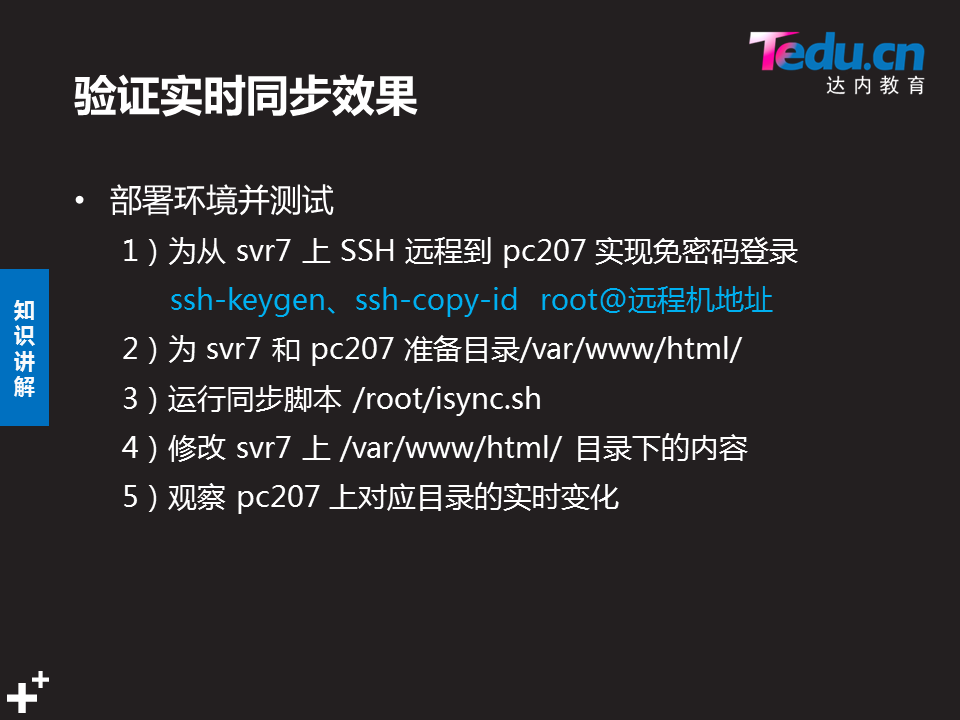 Tedu.cn
达内教育
验证实时同步效果
• 部署环境并测试
1）为从 svr7 上 SSH 远程到 pc207 实现免密码登录
ssh-keygen、ssh-copy-id root@远程机地址
2）为 svr7 和 pc207 准备目录/var/www/html/
3）运行同步脚本 /root/isync.sh
4）修改 svr7 上 /var/www/html/ 目录下的内容
5）观察 pc207 上对应目录的实时变化
知识讲解